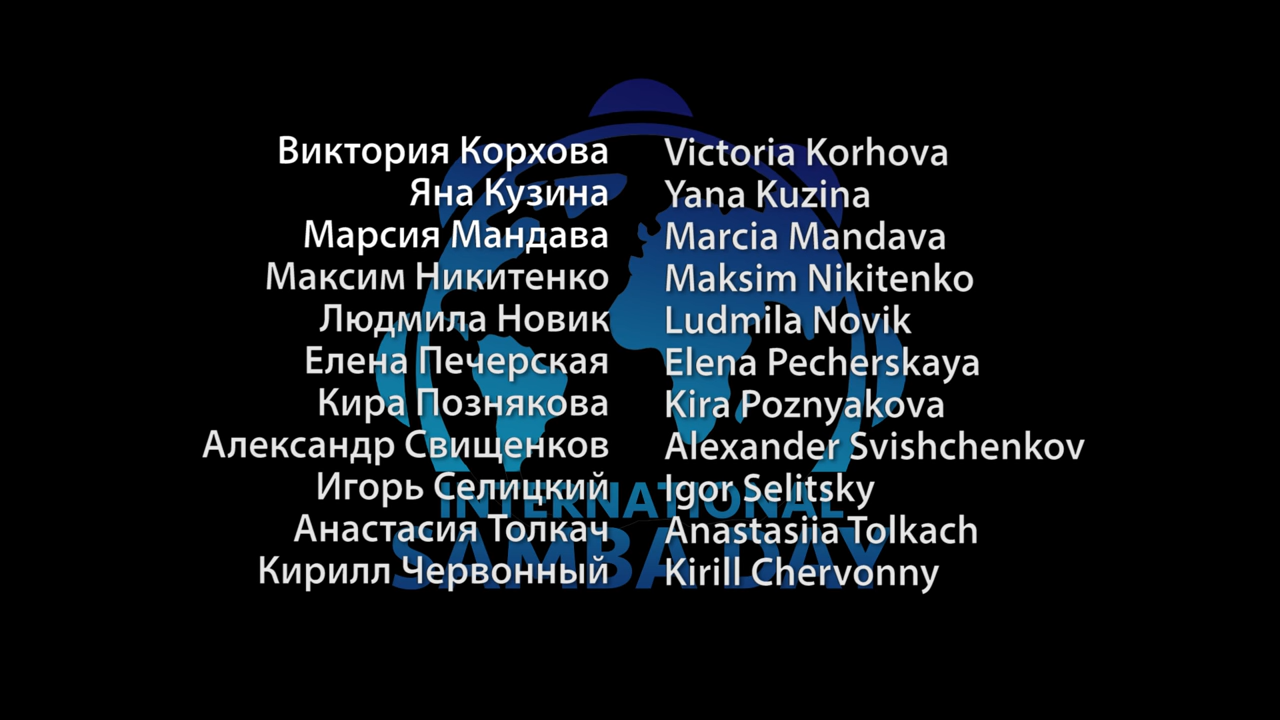 Виктория Корхова Victoria Korhova
Яна Кузина Yana Kuzina
Марсия Мандава Marcia Mandava
Максим Никитенко Maksim Nikitenko
Людмила Новик Ludmila Novik
Елена Печерская Elena Pecherskaya
Кира Познякова Kira Poznyakova
Александр Свищенков Alexander Svishchenkov
Игорь Селицкий Igor Selitsky
Анастасия Толкач Anastasiia Tolkach
Кирилл Червонный Kirill Chervonny
INTERNATIONAL
SAMBA DAY